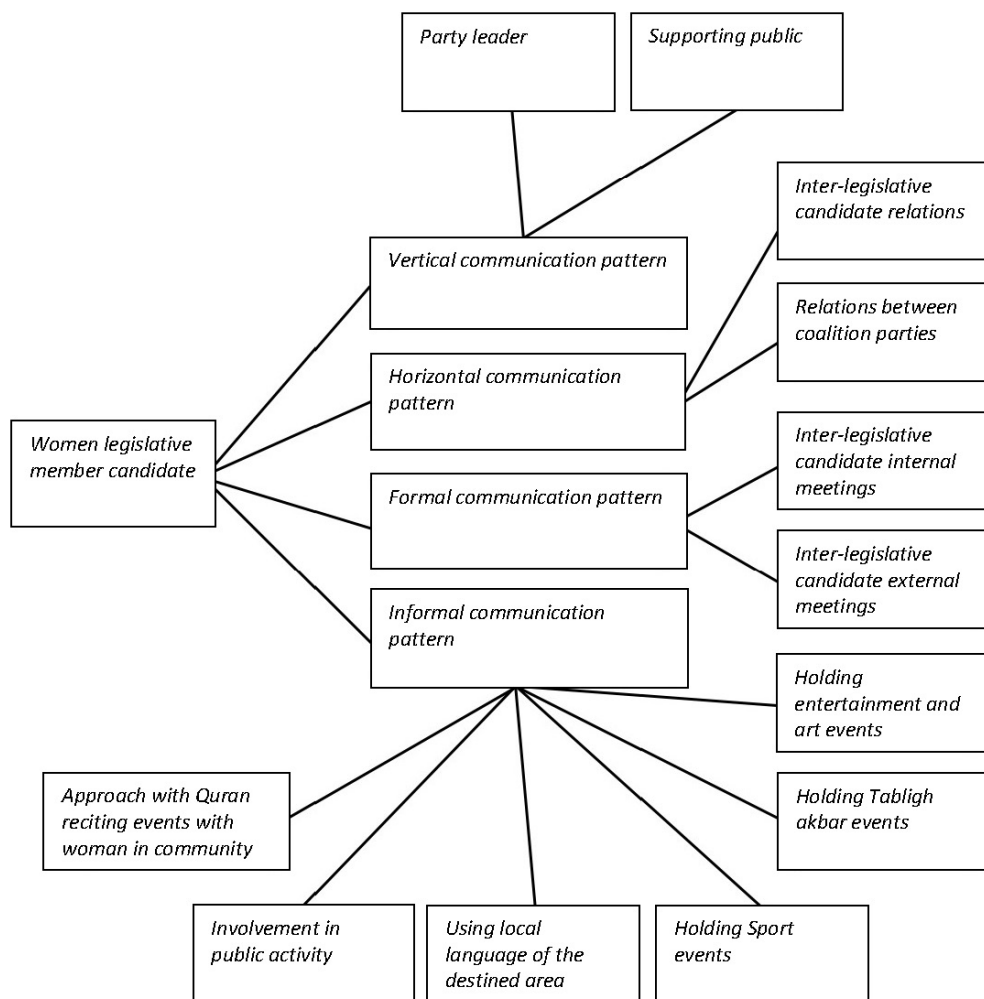 Party leader
Supporting public
Inter-legislative
candidate relations
Vertical communication pattern
Relations between
coalition parties
Horizontal communication
pattern
Women legislative
member candidate
Inter-legislative
candidate internal
meetings
Formal communication pattern
Inter-legislative
candidate external
meetings
Informal communication
pattern
Holding
entertainment and
art events
Approach with Quran
reciting events with
woman in community
Holding Tabligh
akbar events
Involvement in
public activity
Using local
language of the
destined area
Holding Sport
events